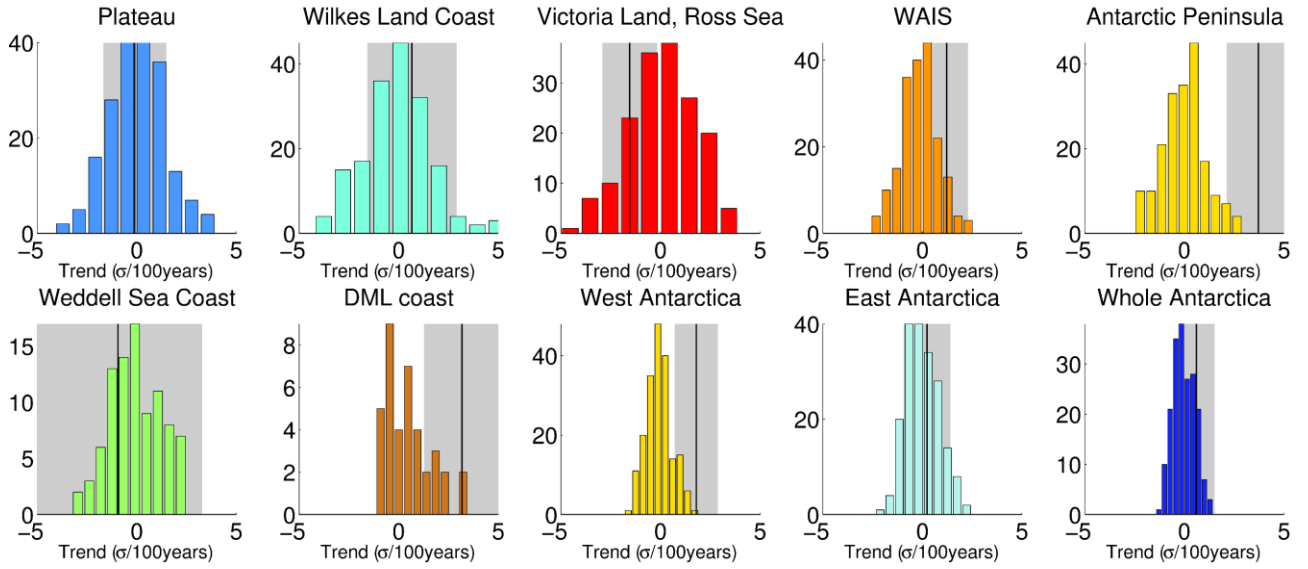 Plateau
Wilkes Land Coast
Victoria Land, Ross Sea
WAIS
Antarctic Peninsula
40
20
0
−5 0 5
Trend (σ/100years)
40
20
0
−5 0 5
Trend (σ/100years)
30
20
10
0
−5 0 5
Trend (σ/100years)
40
20
0
−5 0 5
Trend (σ/100years)
40
20
0
−5 0 5
Trend (σ/100years)
Weddell Sea Coast
DML coast
West Antarctica
East Antarctica
Whole Antarctica
15
10
5
0
−5 0 5
Trend (σ/100years)
8
6
4
2
0
−5 0 5
Trend (σ/100years)
40
20
0
−5 0 5
Trend (σ/100years)
40
20
0
−5 0 5
Trend (σ/100years)
30
20
10
0
−5 0 5
Trend (σ/100years)